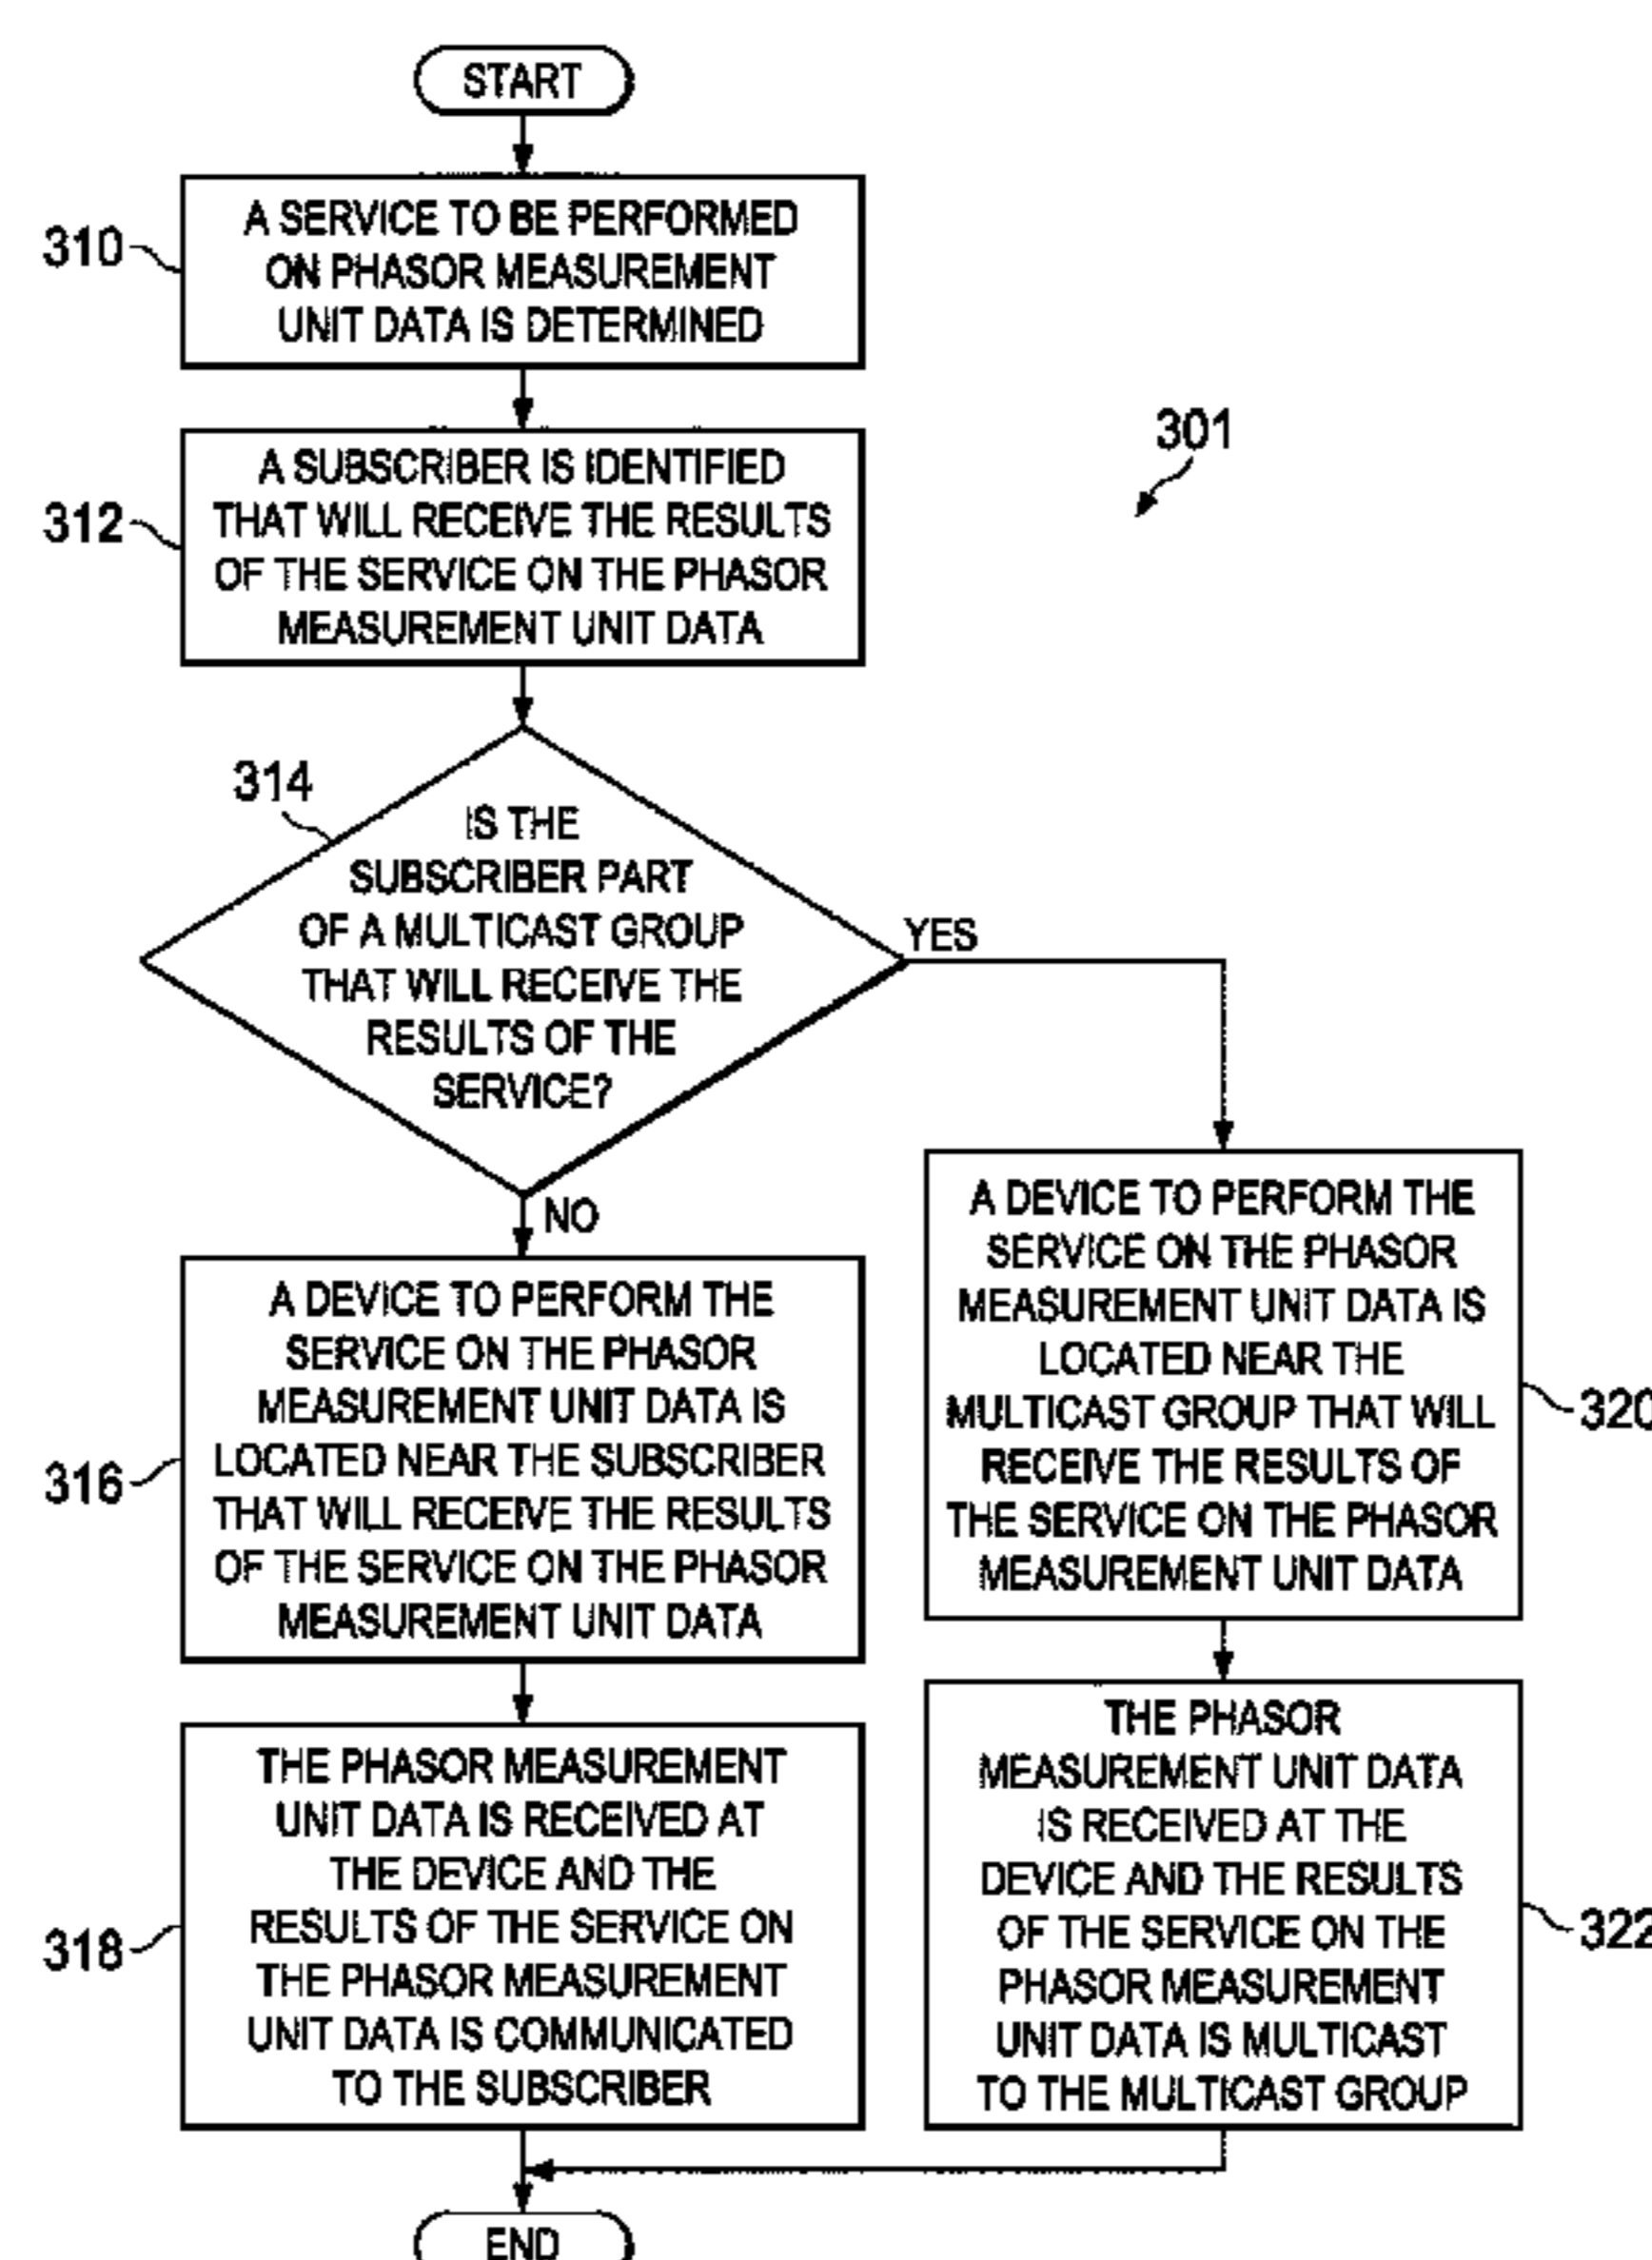 START
310
A SERVICE TO BE PERFORMED
ON PHASOR MEASUREMENT
UNIT DATA IS DETERMINED
301
312
A SUBSCRIBER IS IDENTIFIED
THAT WILL RECEIVE THE RESULTS
OF THE SERVICE ON THE PHASOR
MEASUREMENT UNIT DATA
314
IS THE
SUBSCRIBER PART
OF A MULTICAST GROUP
THAT WILL RECEIVE THE
RESULTS OF THE
SERVICE?
YES
NO
316
A DEVICE TO PERFORM THE
SERVICE ON THE PHASOR
MEASUREMENT UNIT DATA IS
LOCATED NEAR THE SUBSCRIBER
THAT WILL RECEIVE THE RESULTS
OF THE SERVICE ON THE PHASOR
MEASUREMENT UNIT DATA
A DEVICE TO PERFORM THE
SERVICE ON THE PHASOR
MEASUREMENT UNIT DATA IS
LOCATED NEAR THE
MULTICAST GROUP THAT WILL
RECEIVE THE RESULTS OF
THE SERVICE ON THE PHASOR
MEASUREMENT UNIT DATA
320
318
THE PHASOR MEASUREMENT
UNIT DATA IS RECEIVED AT
THE DEVICE AND THE
RESULTS OF THE SERVICE ON
THE PHASOR MEASUREMENT
UNIT DATA IS COMMUNICATED
TO THE SUBSCRIBER
THE PHASOR
MEASUREMENT UNIT DATA
IS RECEIVED AT THE
DEVICE AND THE RESULTS
OF THE SERVICE ON THE
PHASOR MEASUREMENT
UNIT DATA IS MULTICAST
TO THE MULTICAST GROUP
322
END